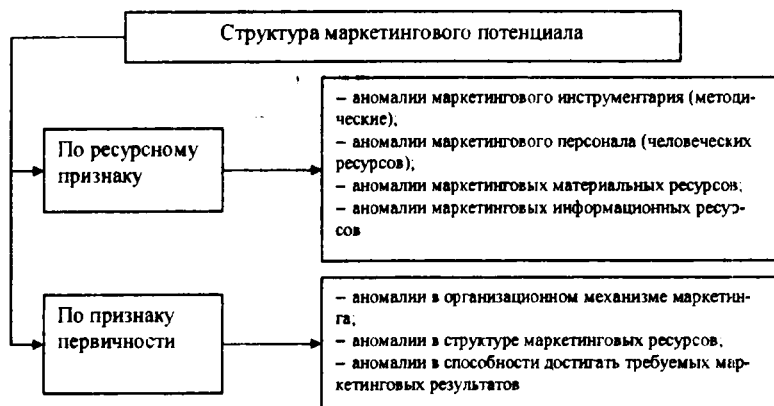 Структура маркетингового потенциала
По ресурсному
признаку
– аномалии маркетингового инструментария (методи-
ческие);
– аномалии маркетингового персонала (человеческих
ресурсов);
– аномалии маркетинговых материальных ресурсов;
– аномалии маркетинговых информационных ресур-
сов
По признаку
первичности
– аномалии в организационном механизме маркетин-
га;
– аномалии в структуре маркетинговых ресурсов;
– аномалии в способности достигать требуемых мар-
кетинговых результатов